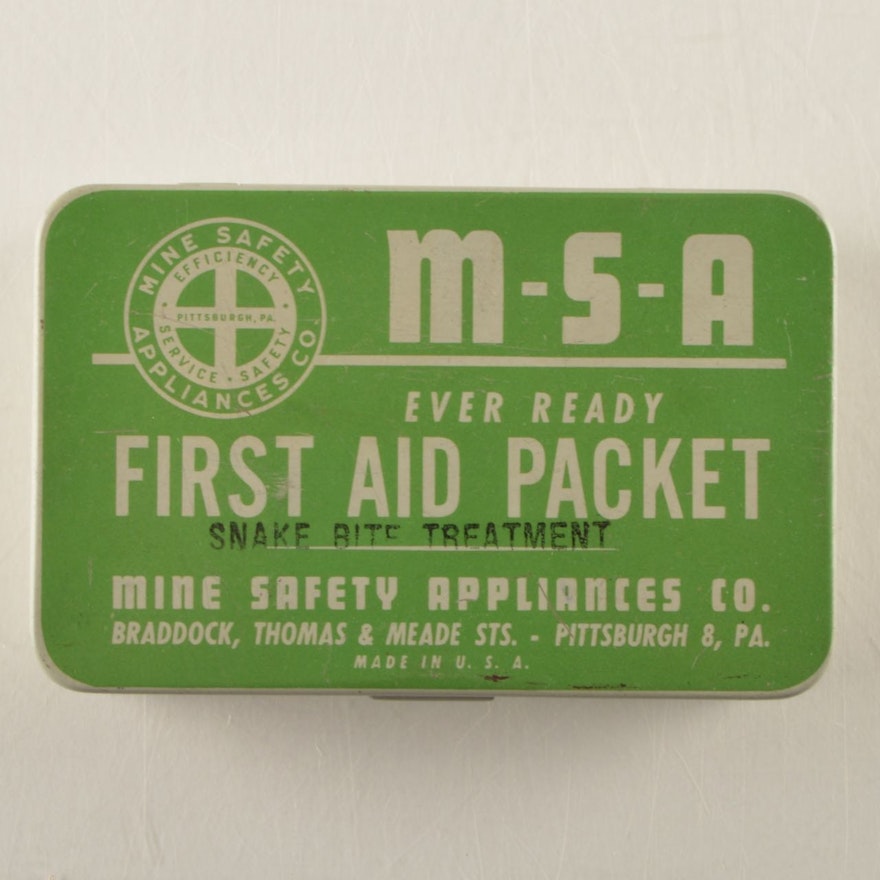 MINE SAFETY
APPLIANCES CO.
EFFICIENCY
PITTSBURGH, PA.
SERVICE • SAFETY
M-S-A
EVER READY
FIRST AID PACKET
SNAKE BITE TREATMENT
MINE SAFETY APPLIANCES CO.
BRADDOCK, THOMAS & MEADE STS. - PITTSBURGH 8, PA.
MADE IN U. S. A.